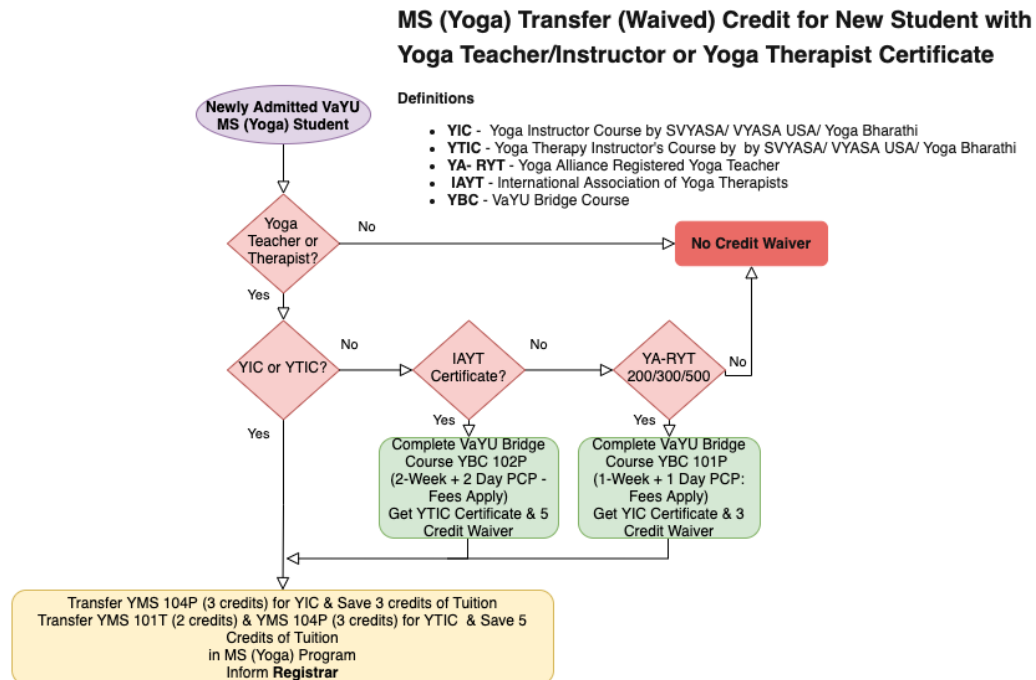 MS (Yoga) Transfer (Waived) Credit for New Student with
Yoga Teacher/Instructor or Yoga Therapist Certificate
Definitions
• YIC - Yoga Instructor Course by SVYASA/ VYASA USA/ Yoga Bharathi
• YTIC - Yoga Therapy Instructor's Course by by SVYASA/ VYASA USA/ Yoga Bharathi
• YA- RYT - Yoga Alliance Registered Yoga Teacher
• IAYT - International Association of Yoga Therapists
• YBC - VaYU Bridge Course
Newly Admitted VaYU
MS (Yoga) Student
Yoga
Teacher or
Therapist?
No
No Credit Waiver
Yes
YIC or YTIC?
No
IAYT
Certificate?
No
YA-RYT
200/300/500
No
Yes
Yes
Yes
Complete VaYU Bridge
Course YBC 102P
(2-Week + 2 Day PCP -
Fees Apply)
Get YTIC Certificate & 5
Credit Waiver
Complete VaYU Bridge
Course YBC 101P
(1-Week + 1 Day PCP:
Fees Apply)
Get YIC Certificate & 3
Credit Waiver
Transfer YMS 104P (3 credits) for YIC & Save 3 credits of Tuition
Transfer YMS 101T (2 credits) & YMS 104P (3 credits) for YTIC & Save 5
Credits of Tuition
in MS (Yoga) Program
Inform Registrar